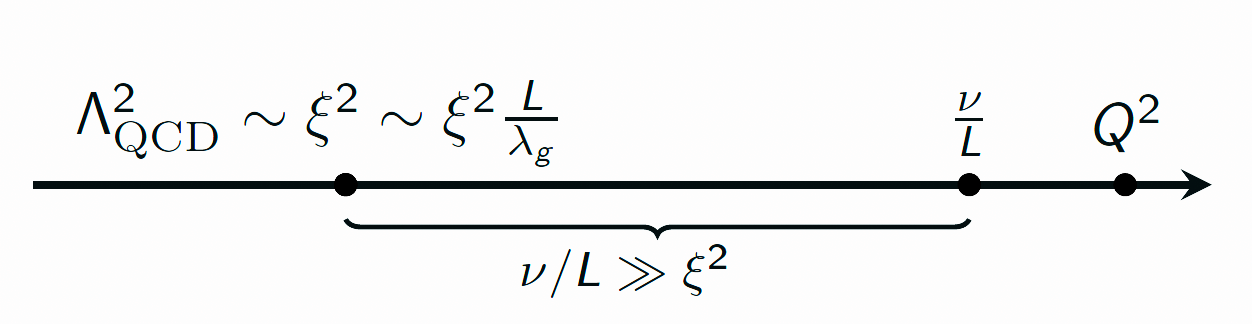 Λ²_QCD ∼ ξ² ∼ ξ² L/λ_g ν/L Q²
ν/L ≫ ξ²